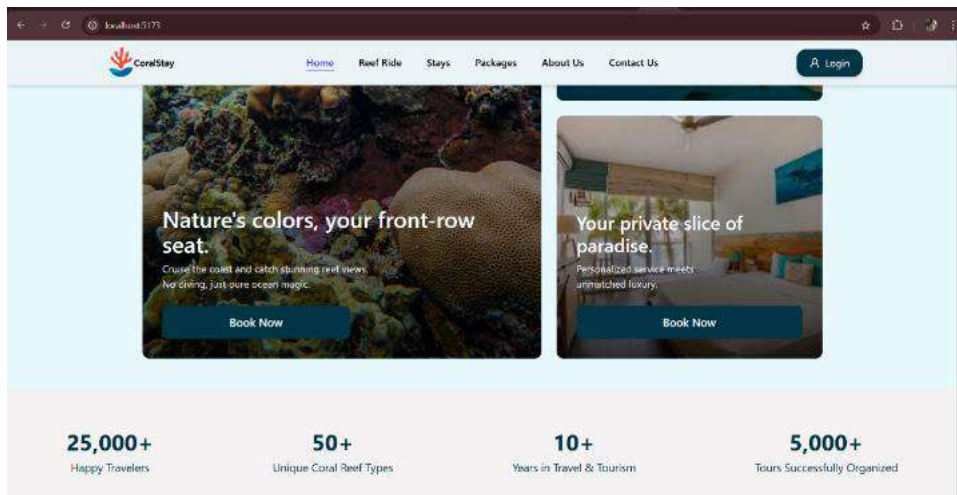 localhost:5173
CoralStay
Home Reef Ride Stays Packages About Us Contact Us
Login
Nature's colors, your front-row
seat.
Cruise the coast and catch stunning reef views.
No diving, just pure ocean magic.
Book Now
Your private slice of
paradise.
Personalized service meets
unmatched luxury.
Book Now
25,000+
Happy Travelers
50+
Unique Coral Reef Types
10+
Years in Travel & Tourism
5,000+
Tours Successfully Organized